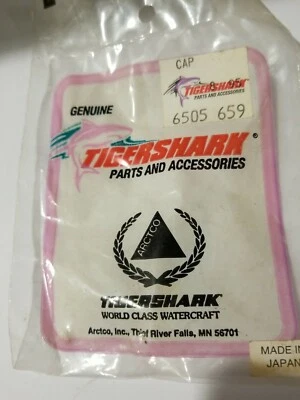 CAP
TIGERSHARK
PARTS AND ACCESSORIES
6505 659
GENUINE
TIGERSHARK®
PARTS AND ACCESSORIES
ARCTCO
TIGERSHARK
WORLD CLASS WATERCRAFT
Arctco, Inc., Thief River Falls, MN 56701
MADE IN
JAPAN